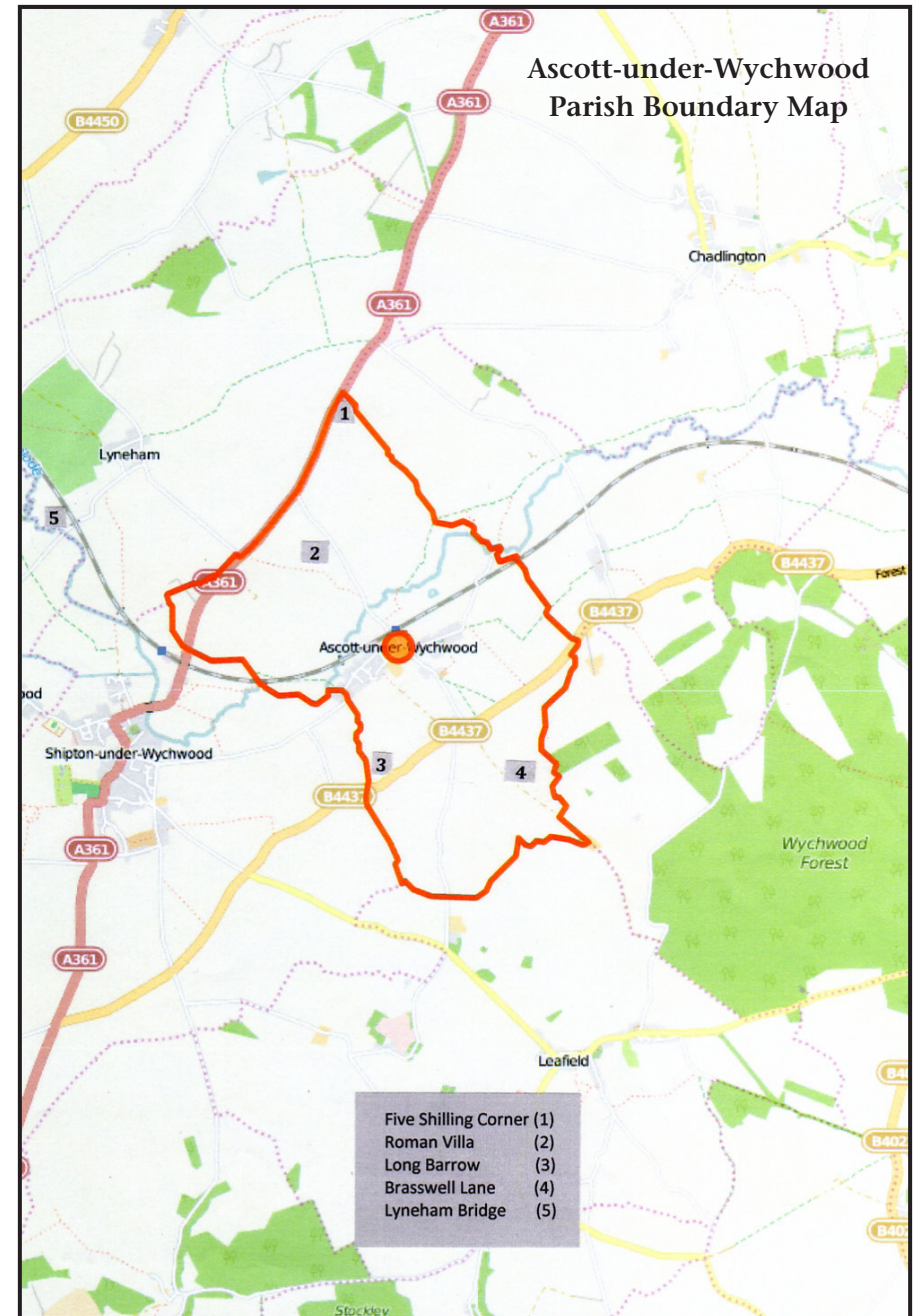 A361
Ascott-under-Wychwood
Parish Boundary Map
A361
B4450
Chadlington
A361
1
Lyneham
5
2
B4437
Forest
A361
B4437
Ascott-under-Wychwood
B4437
Shipton-under-Wychwood
3
4
B4437
A361
Wychwood
Forest
A361
Leafield
B402
Five Shilling Corner (1)
Roman Villa (2)
Long Barrow (3)
Brasswell Lane (4)
Lyneham Bridge (5)
Stockley